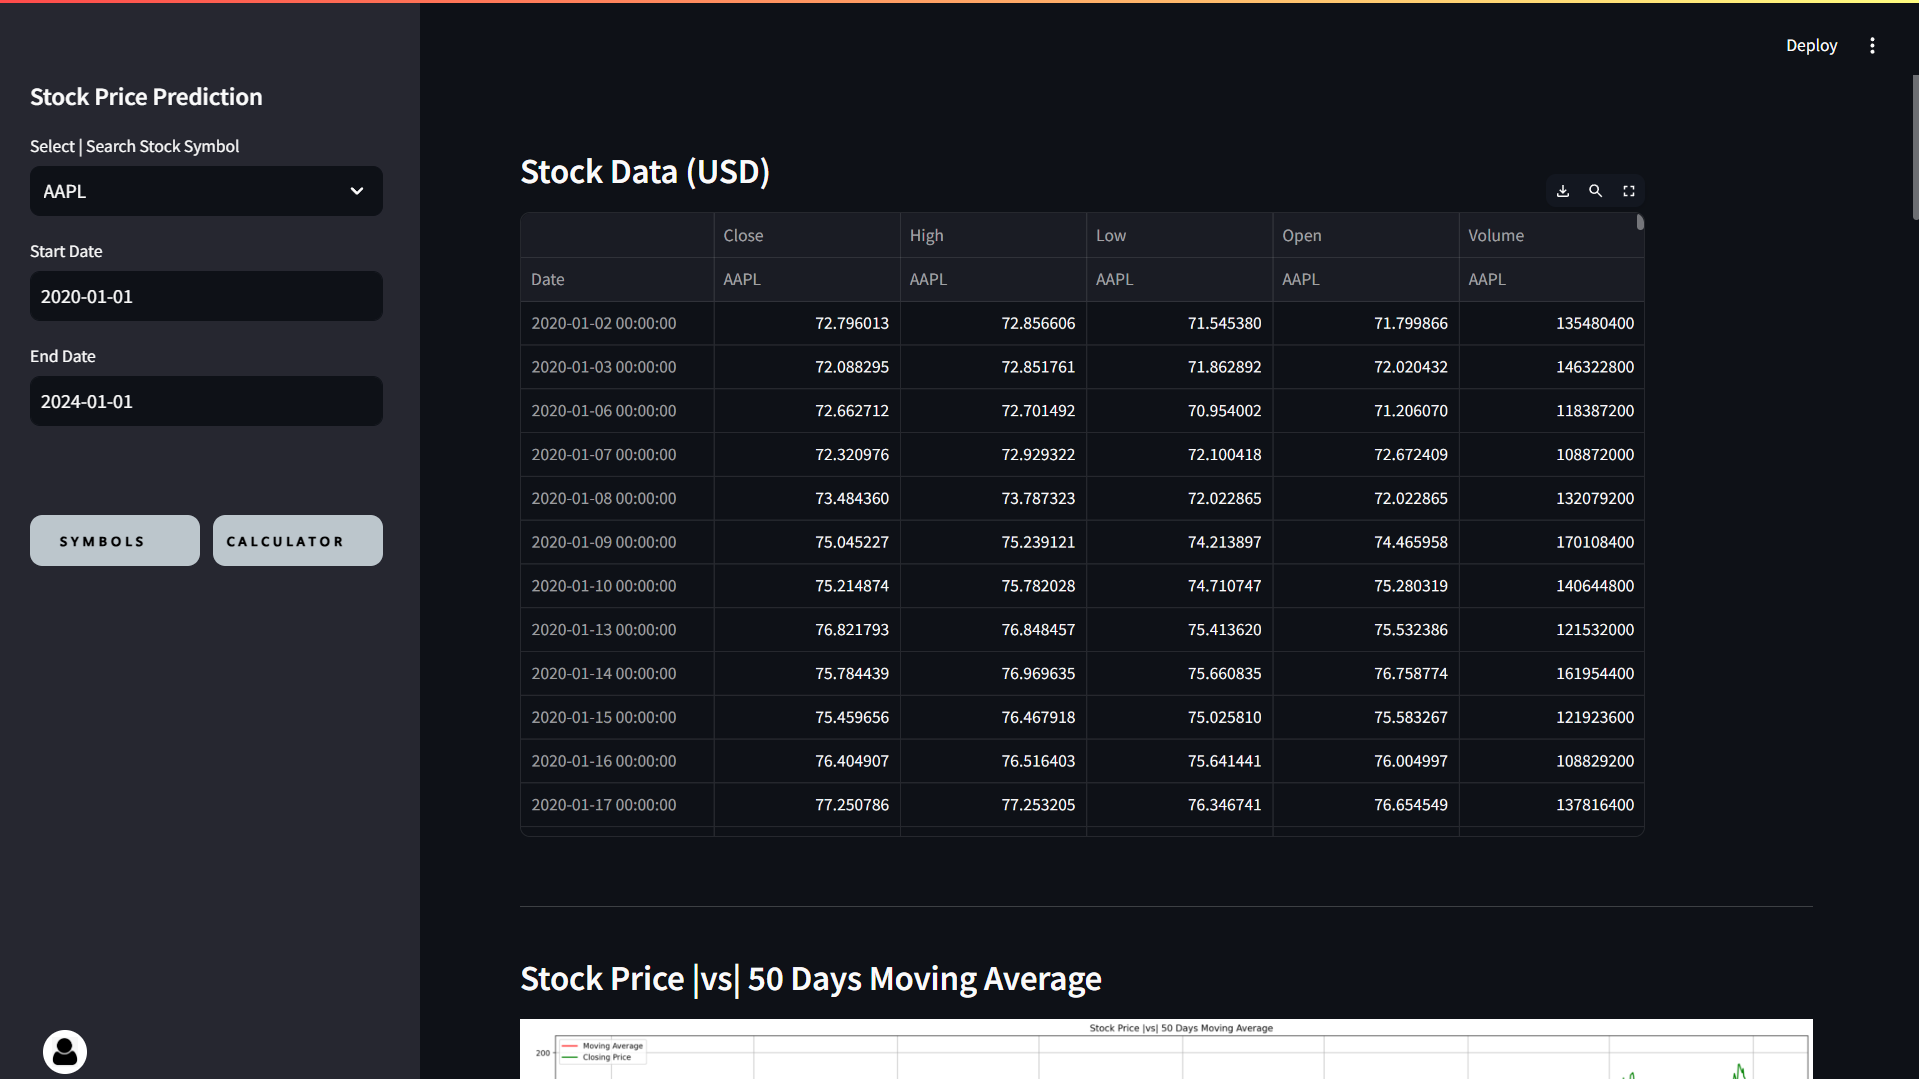 Deploy
Stock Price Prediction
Select | Search Stock Symbol
AAPL
Start Date
2020-01-01
End Date
2024-01-01
SYMBOLS
CALCULATOR
Stock Data (USD)
Close High Low Open Volume
Date AAPL AAPL AAPL AAPL AAPL
2020-01-02 00:00:00 72.796013 72.856606 71.545380 71.799866 135480400
2020-01-03 00:00:00 72.088295 72.851761 71.862892 72.020432 146322800
2020-01-06 00:00:00 72.662712 72.701492 70.954002 71.206070 118387200
2020-01-07 00:00:00 72.320976 72.929322 72.100418 72.672409 108872000
2020-01-08 00:00:00 73.484360 73.787323 72.022865 72.022865 132079200
2020-01-09 00:00:00 75.045227 75.239121 74.213897 74.465958 170108400
2020-01-10 00:00:00 75.214874 75.782028 74.710747 75.280319 140644800
2020-01-13 00:00:00 76.821793 76.848457 75.413620 75.532386 121532000
2020-01-14 00:00:00 75.784439 76.969635 75.660835 76.758774 161954400
2020-01-15 00:00:00 75.459656 76.467918 75.025810 75.583267 121923600
2020-01-16 00:00:00 76.404907 76.516403 75.641441 76.004997 108829200
2020-01-17 00:00:00 77.250786 77.253205 76.346741 76.654549 137816400
Stock Price |vs| 50 Days Moving Average
Stock Price |vs| 50 Days Moving Average
Moving Average
Closing Price
200